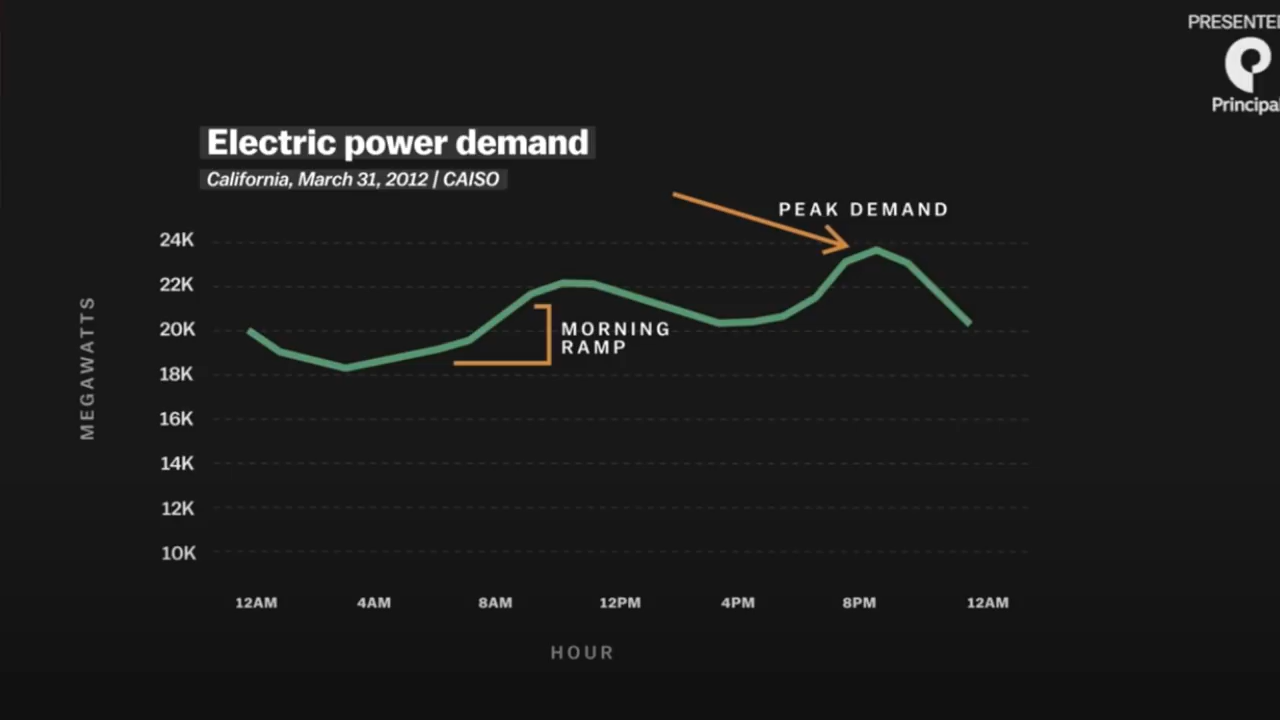 PRESENTED
Principal
Electric power demand
California, March 31, 2012 | CAISO
PEAK DEMAND
MORNING
RAMP
MEGAWATTS
24K
22K
20K
18K
16K
14K
12K
10K
12AM 4AM 8AM 12PM 4PM 8PM 12AM
HOUR